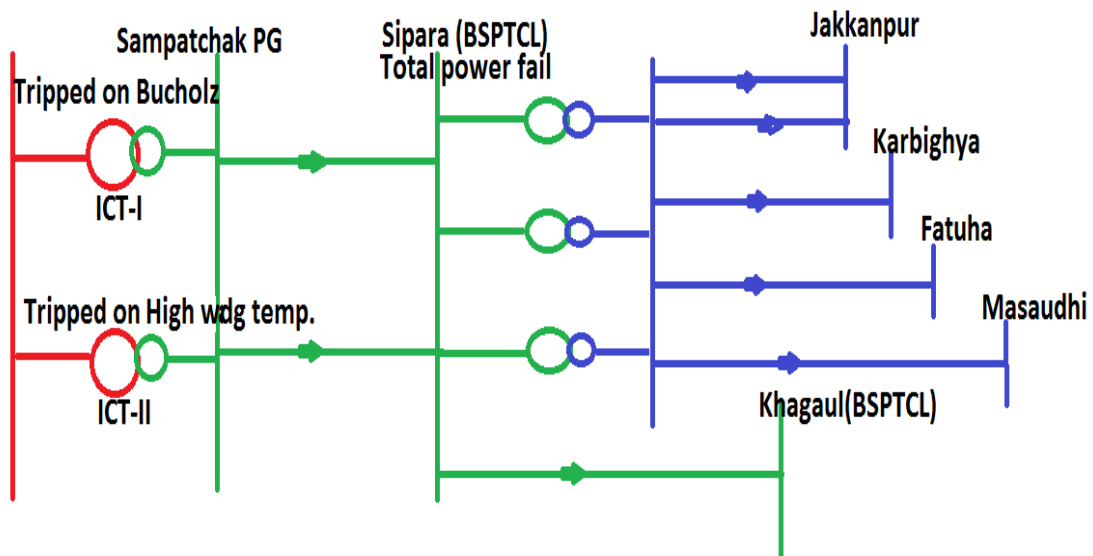 Jakkanpur
Sampatchak PG
Sipara (BSPTCL)
Total power fail
Tripped on Bucholz
Karbighya
ICT-I
Fatuha
Tripped on High wdg temp.
Masaudhi
ICT-II
Khagaul(BSPTCL)